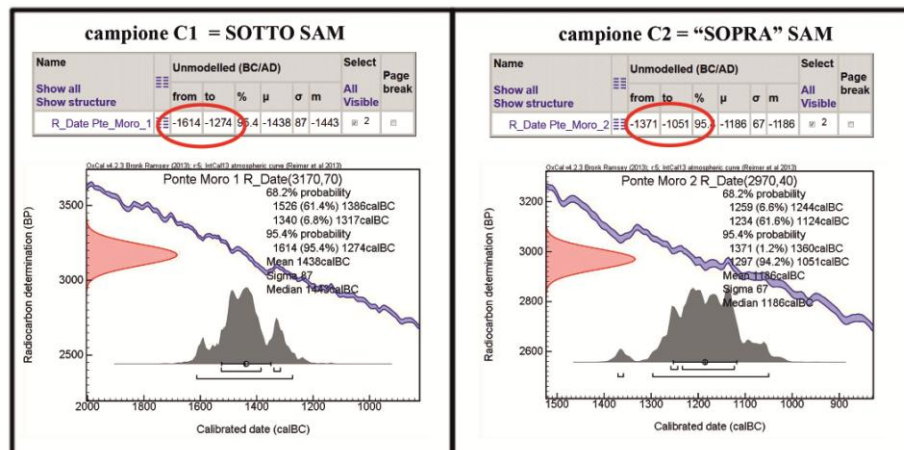 campione C1 = SOTTO SAM
Name
Unmodelled (BC/AD)
Select
Page break
Show all
Show structure
from to % μ σ m
All
Visible
R_Date Pte_Moro_1 -1614 -1274 95.4 -1438 87 -1443 2
OxCal v4.2.3 Bronk Ramsey (2013); r:5; IntCal13 atmospheric curve (Reimer et al 2013)
Ponte Moro 1 R_Date(3170,70)
68.2% probability
1526 (61.4%) 1386calBC
1340 (6.8%) 1317calBC
95.4% probability
1614 (95.4%) 1274calBC
Mean 1438calBC
Sigma 87
Median 1443calBC
Radiocarbon determination (BP)
3500
3000
2500
2000 1800 1600 1400 1200 1000
Calibrated date (calBC)
campione C2 = “SOPRA” SAM
Name
Unmodelled (BC/AD)
Select
Page break
Show all
Show structure
from to % μ σ m
All
Visible
R_Date Pte_Moro_2 -1371 -1051 95.4 -1186 67 -1186 2
OxCal v4.2.3 Bronk Ramsey (2013); r:5; IntCal13 atmospheric curve (Reimer et al 2013)
Ponte Moro 2 R_Date(2970,40)
68.2% probability
1259 (6.6%) 1244calBC
1234 (61.6%) 1124calBC
95.4% probability
1371 (1.2%) 1360calBC
1297 (94.2%) 1051calBC
Mean 1186calBC
Sigma 67
Median 1186calBC
Radiocarbon determination (BP)
3200
3000
2800
2600
1500 1400 1300 1200 1100 1000 900
Calibrated date (calBC)